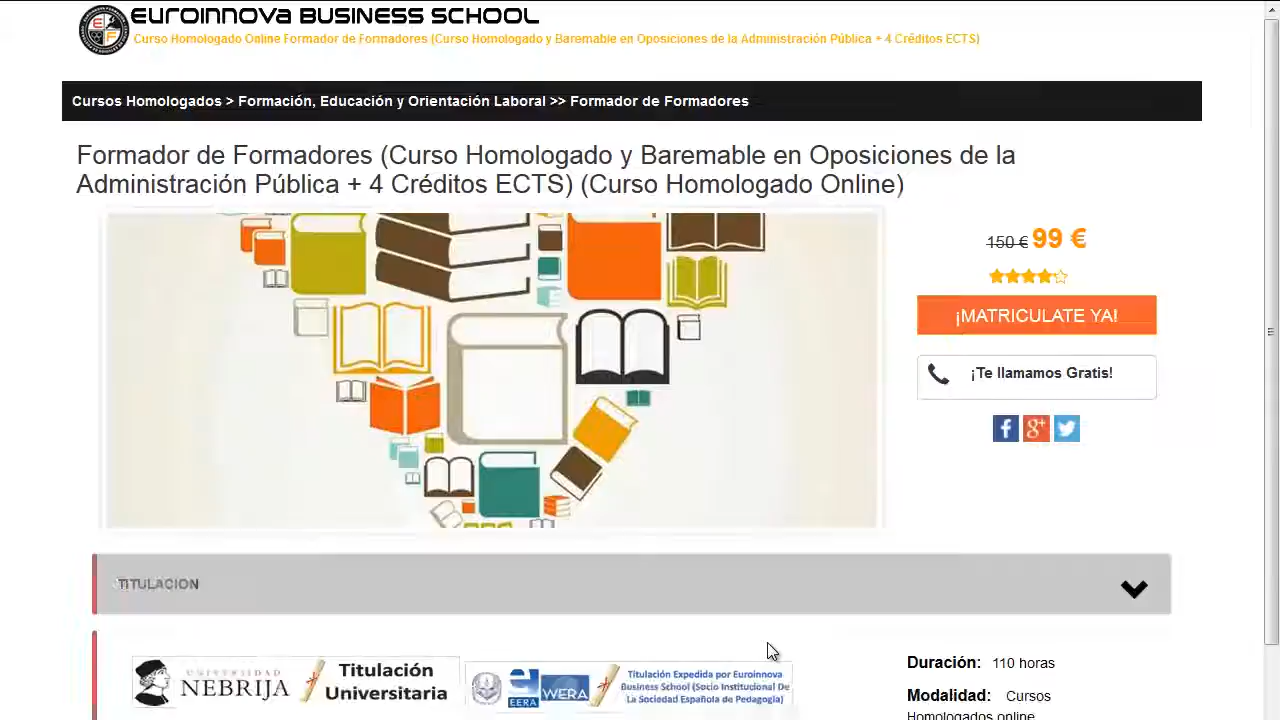 EUROINNOVA BUSINESS SCHOOL
Curso Homologado Online Formador de Formadores (Curso Homologado y Baremable en Oposiciones de la Administración Pública + 4 Créditos ECTS)
Cursos Homologados > Formación, Educación y Orientación Laboral >> Formador de Formadores
Formador de Formadores (Curso Homologado y Baremable en Oposiciones de la
Administración Pública + 4 Créditos ECTS) (Curso Homologado Online)
150 € 99 €
¡MATRICULATE YA!
¡Te llamamos Gratis!
f g+
TITULACION
UNIVERSIDAD
NEBRIJA
Titulación
Universitaria
EERA
WERA
Titulación Expedida por Euroinnova
Business School (Socio Institucional De
La Sociedad Española de Pedagogía)
Duración: 110 horas
Modalidad: Cursos
Homologados online